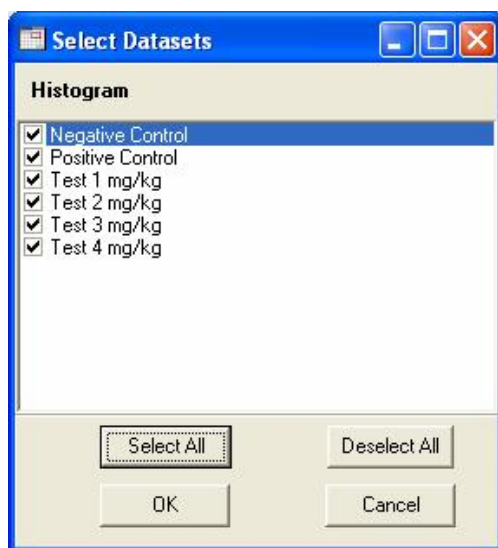 Select Datasets
Histogram
Negative Control
Positive Control
Test 1 mg/kg
Test 2 mg/kg
Test 3 mg/kg
Test 4 mg/kg
Select All Deselect All
OK Cancel